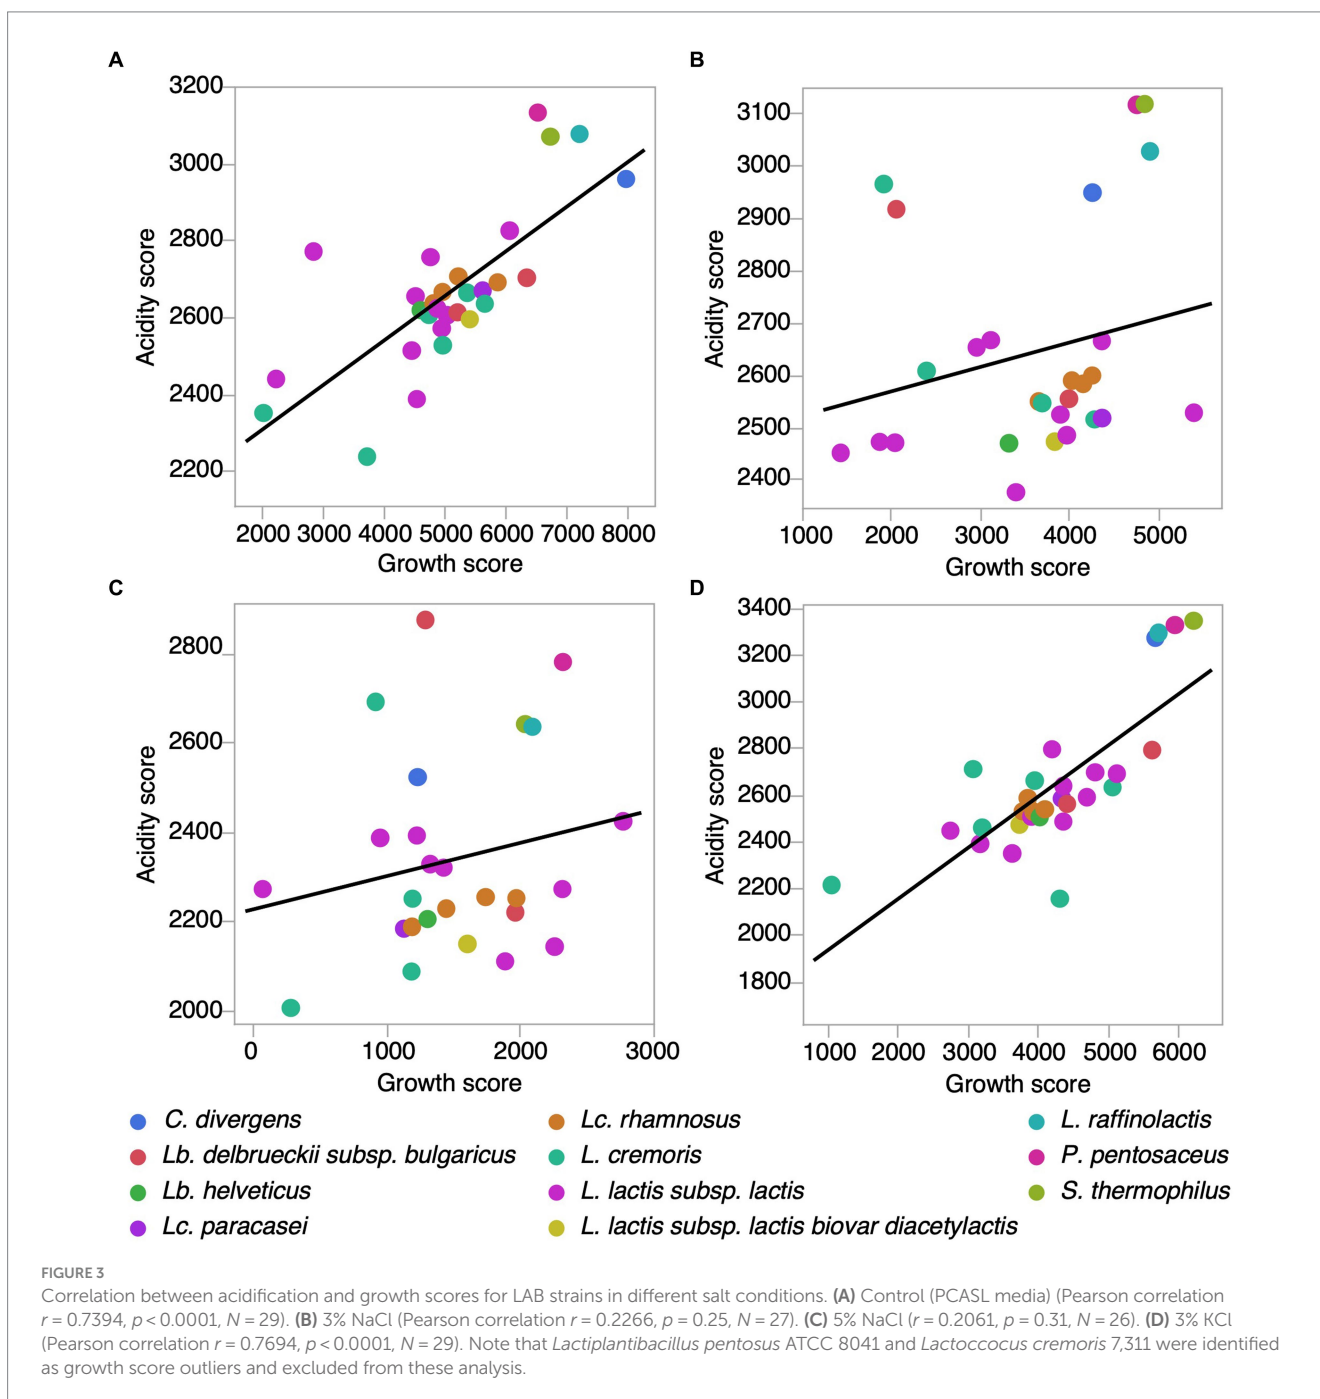 A
3200
3000
2800
2600
2400
2200
Acidity score
2000 3000 4000 5000 6000 7000 8000
Growth score
B
3100
3000
2900
2800
2700
2600
2500
2400
Acidity score
1000 2000 3000 4000 5000
Growth score
C
2800
2600
2400
2200
2000
Acidity score
0 1000 2000 3000
Growth score
D
3400
3200
3000
2800
2600
2400
2200
2000
1800
Acidity score
1000 2000 3000 4000 5000 6000
Growth score
C. divergens
Lb. delbrueckii subsp. bulgaricus
Lb. helveticus
Lc. paracasei
Lc. rhamnosus
L. cremoris
L. lactis subsp. lactis
L. lactis subsp. lactis biovar diacetylactis
L. raffinolactis
P. pentosaceus
S. thermophilus
FIGURE 3
Correlation between acidification and growth scores for LAB strains in different salt conditions. (A) Control (PCASL media) (Pearson correlation
r = 0.7394, p < 0.0001, N = 29). (B) 3% NaCl (Pearson correlation r = 0.2266, p = 0.25, N = 27). (C) 5% NaCl (r = 0.2061, p = 0.31, N = 26). (D) 3% KCl
(Pearson correlation r = 0.7694, p < 0.0001, N = 29). Note that Lactiplantibacillus pentosus ATCC 8041 and Lactoccocus cremoris 7,311 were identified
as growth score outliers and excluded from these analysis.